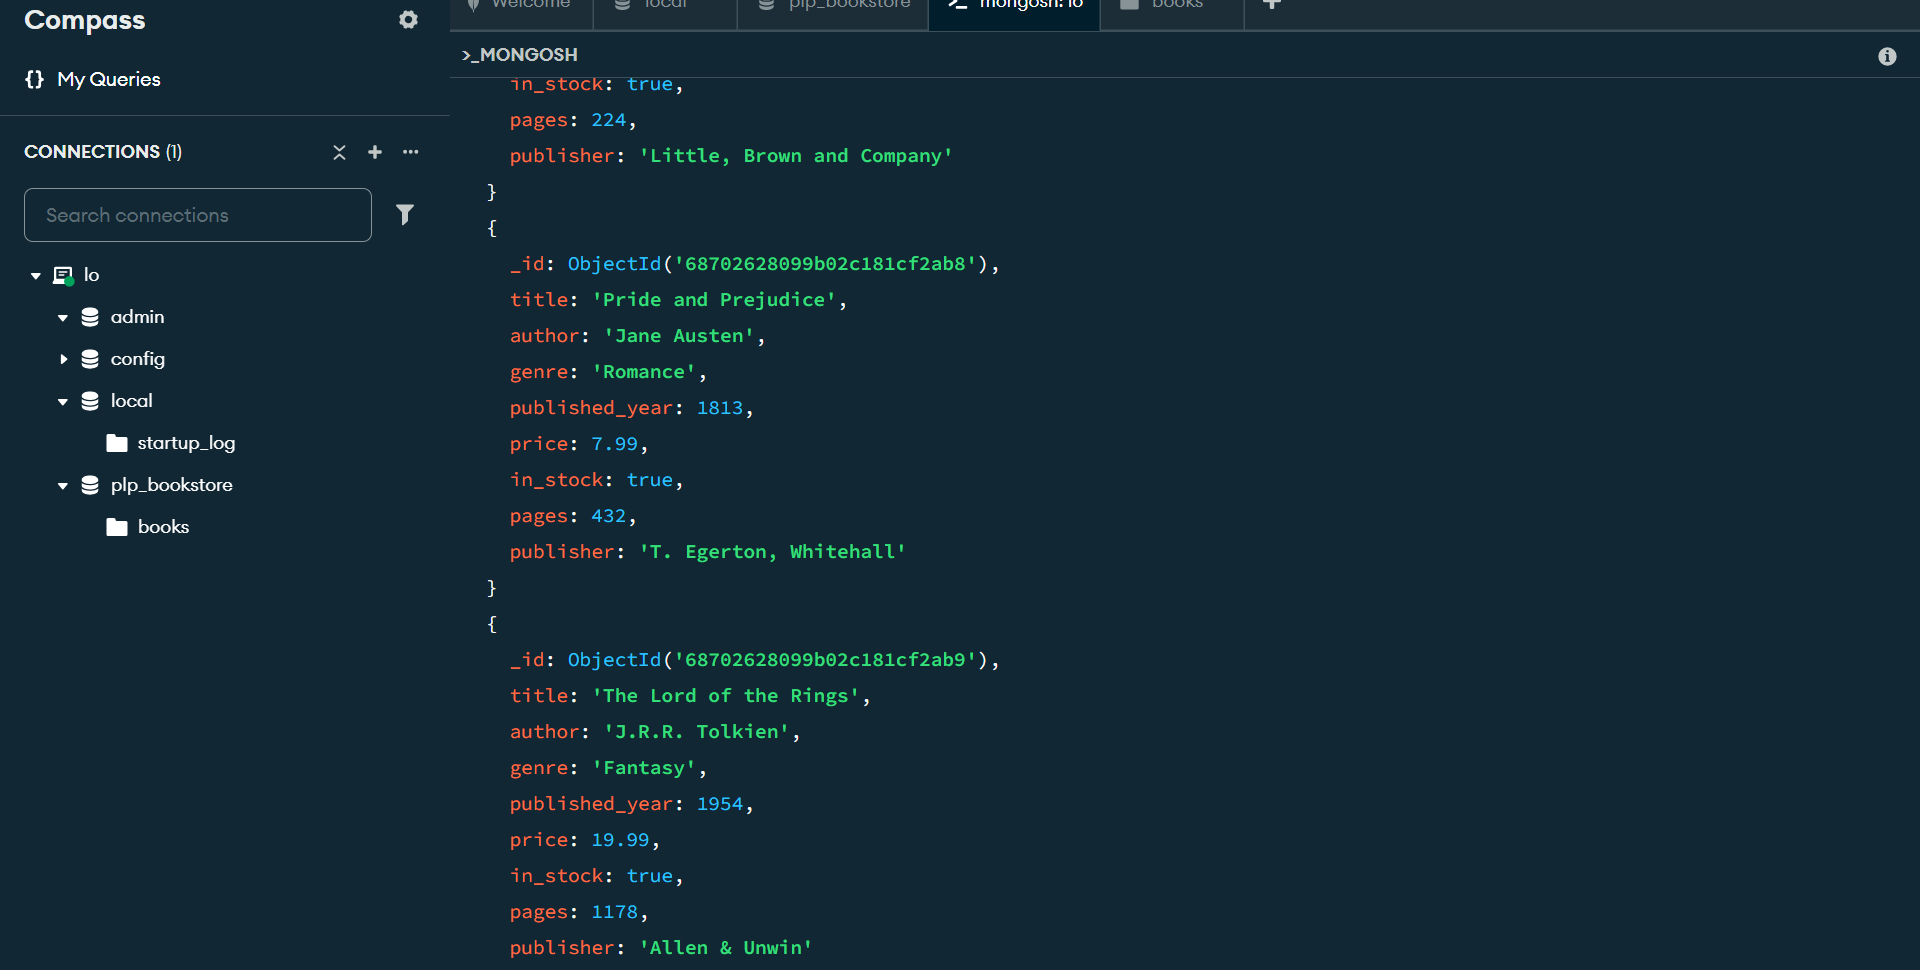 Compass
Welcome
local
plp_bookstore
mongosh: lo
books
>_MONGOSH
{} My Queries
CONNECTIONS (1)
Search connections
lo
admin
config
local
startup_log
plp_bookstore
books
in_stock: true,
pages: 224,
publisher: 'Little, Brown and Company'
}
{
_id: ObjectId('68702628099b02c181cf2ab8'),
title: 'Pride and Prejudice',
author: 'Jane Austen',
genre: 'Romance',
published_year: 1813,
price: 7.99,
in_stock: true,
pages: 432,
publisher: 'T. Egerton, Whitehall'
}
{
_id: ObjectId('68702628099b02c181cf2ab9'),
title: 'The Lord of the Rings',
author: 'J.R.R. Tolkien',
genre: 'Fantasy',
published_year: 1954,
price: 19.99,
in_stock: true,
pages: 1178,
publisher: 'Allen & Unwin'